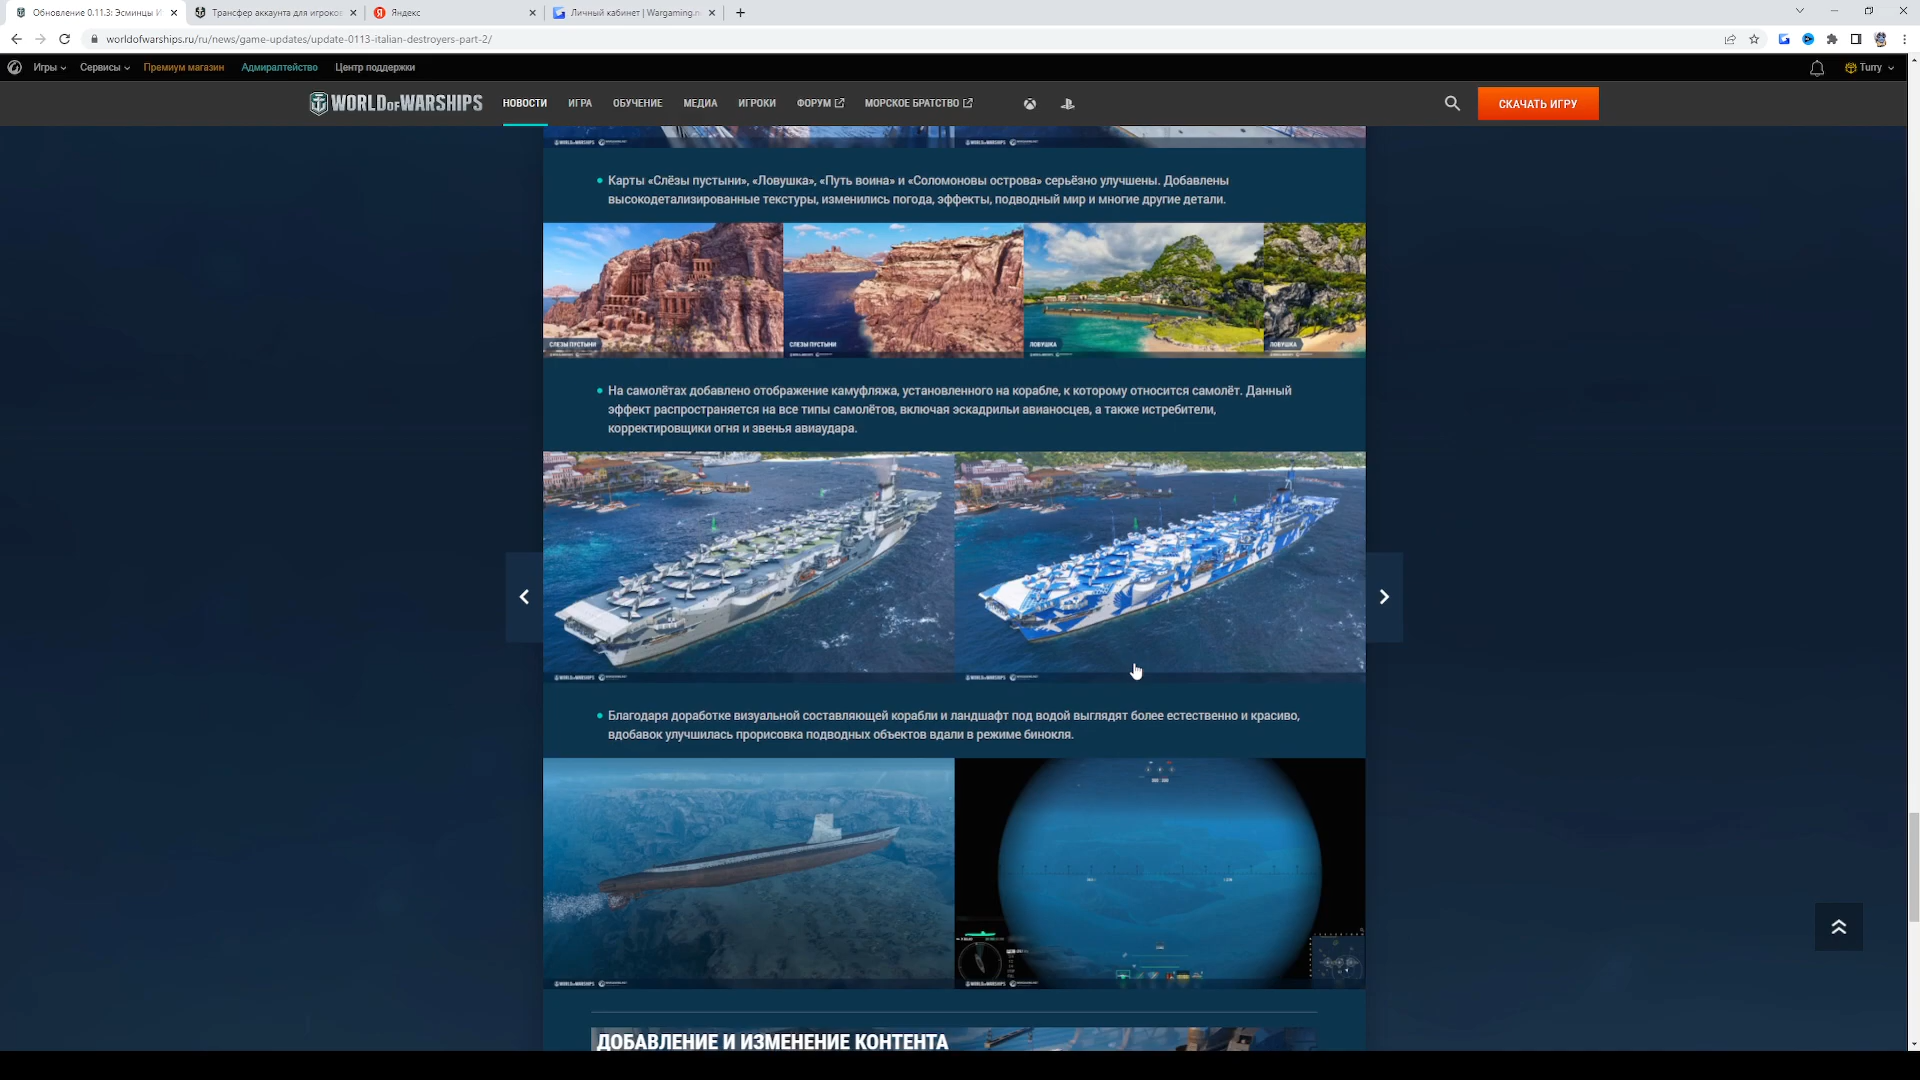 Обновление 0.11.3: Эсминцы И
Трансфер аккаунта для игроков
Яндекс
Личный кабинет | Wargaming.n
worldofwarships.ru/ru/news/game-updates/update-0113-italian-destroyers-part-2/
Игры
Сервисы
Премиум магазин
Адмиралтейство
Центр поддержки
Turry
WORLD OF WARSHIPS
НОВОСТИ
ИГРА
ОБУЧЕНИЕ
МЕДИА
ИГРОКИ
ФОРУМ
МОРСКОЕ БРАТСТВО
СКАЧАТЬ ИГРУ
Карты «Слёзы пустыни», «Ловушка», «Путь воина» и «Соломоновы острова» серьёзно улучшены. Добавлены
высокодетализированные текстуры, изменились погода, эффекты, подводный мир и многие другие детали.
СЛЕЗЫ ПУСТЫНИ
СЛЕЗЫ ПУСТЫНИ
ЛОВУШКА
ЛОВУШКА
На самолётах добавлено отображение камуфляжа, установленного на корабле, к которому относится самолёт. Данный
эффект распространяется на все типы самолётов, включая эскадрильи авианосцев, а также истребители,
корректировщики огня и звенья авиаудара.
Благодаря доработке визуальной составляющей корабли и ландшафт под водой выглядят более естественно и красиво,
вдобавок улучшилась прорисовка подводных объектов вдали в режиме бинокля.
ДОБАВЛЕНИЕ И ИЗМЕНЕНИЕ КОНТЕНТА